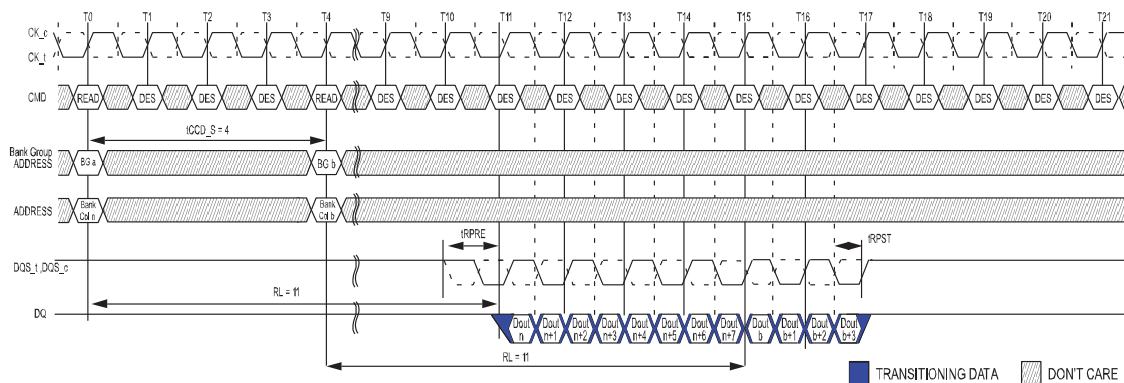 T0 T1 T2 T3 T4 T9 T10 T11 T12 T13 T14 T15 T16 T17 T18 T19 T20 T21
CK_c
CK_t
CMD READ DES DES DES READ DES DES DES DES DES DES DES DES DES DES DES DES DES
tCCD_S = 4
Bank Group
ADDRESS BG a BG b
ADDRESS Bank Col n Bank Col b
tRPRE tRPST
DQS_t ,DQS_c
RL = 11
DQ Dout n Dout n+1 Dout n+2 Dout n+3 Dout n+4 Dout n+5 Dout n+6 Dout n+7 Dout b Dout b+1 Dout b+2 Dout b+3
RL = 11
TRANSITIONING DATA DON'T CARE